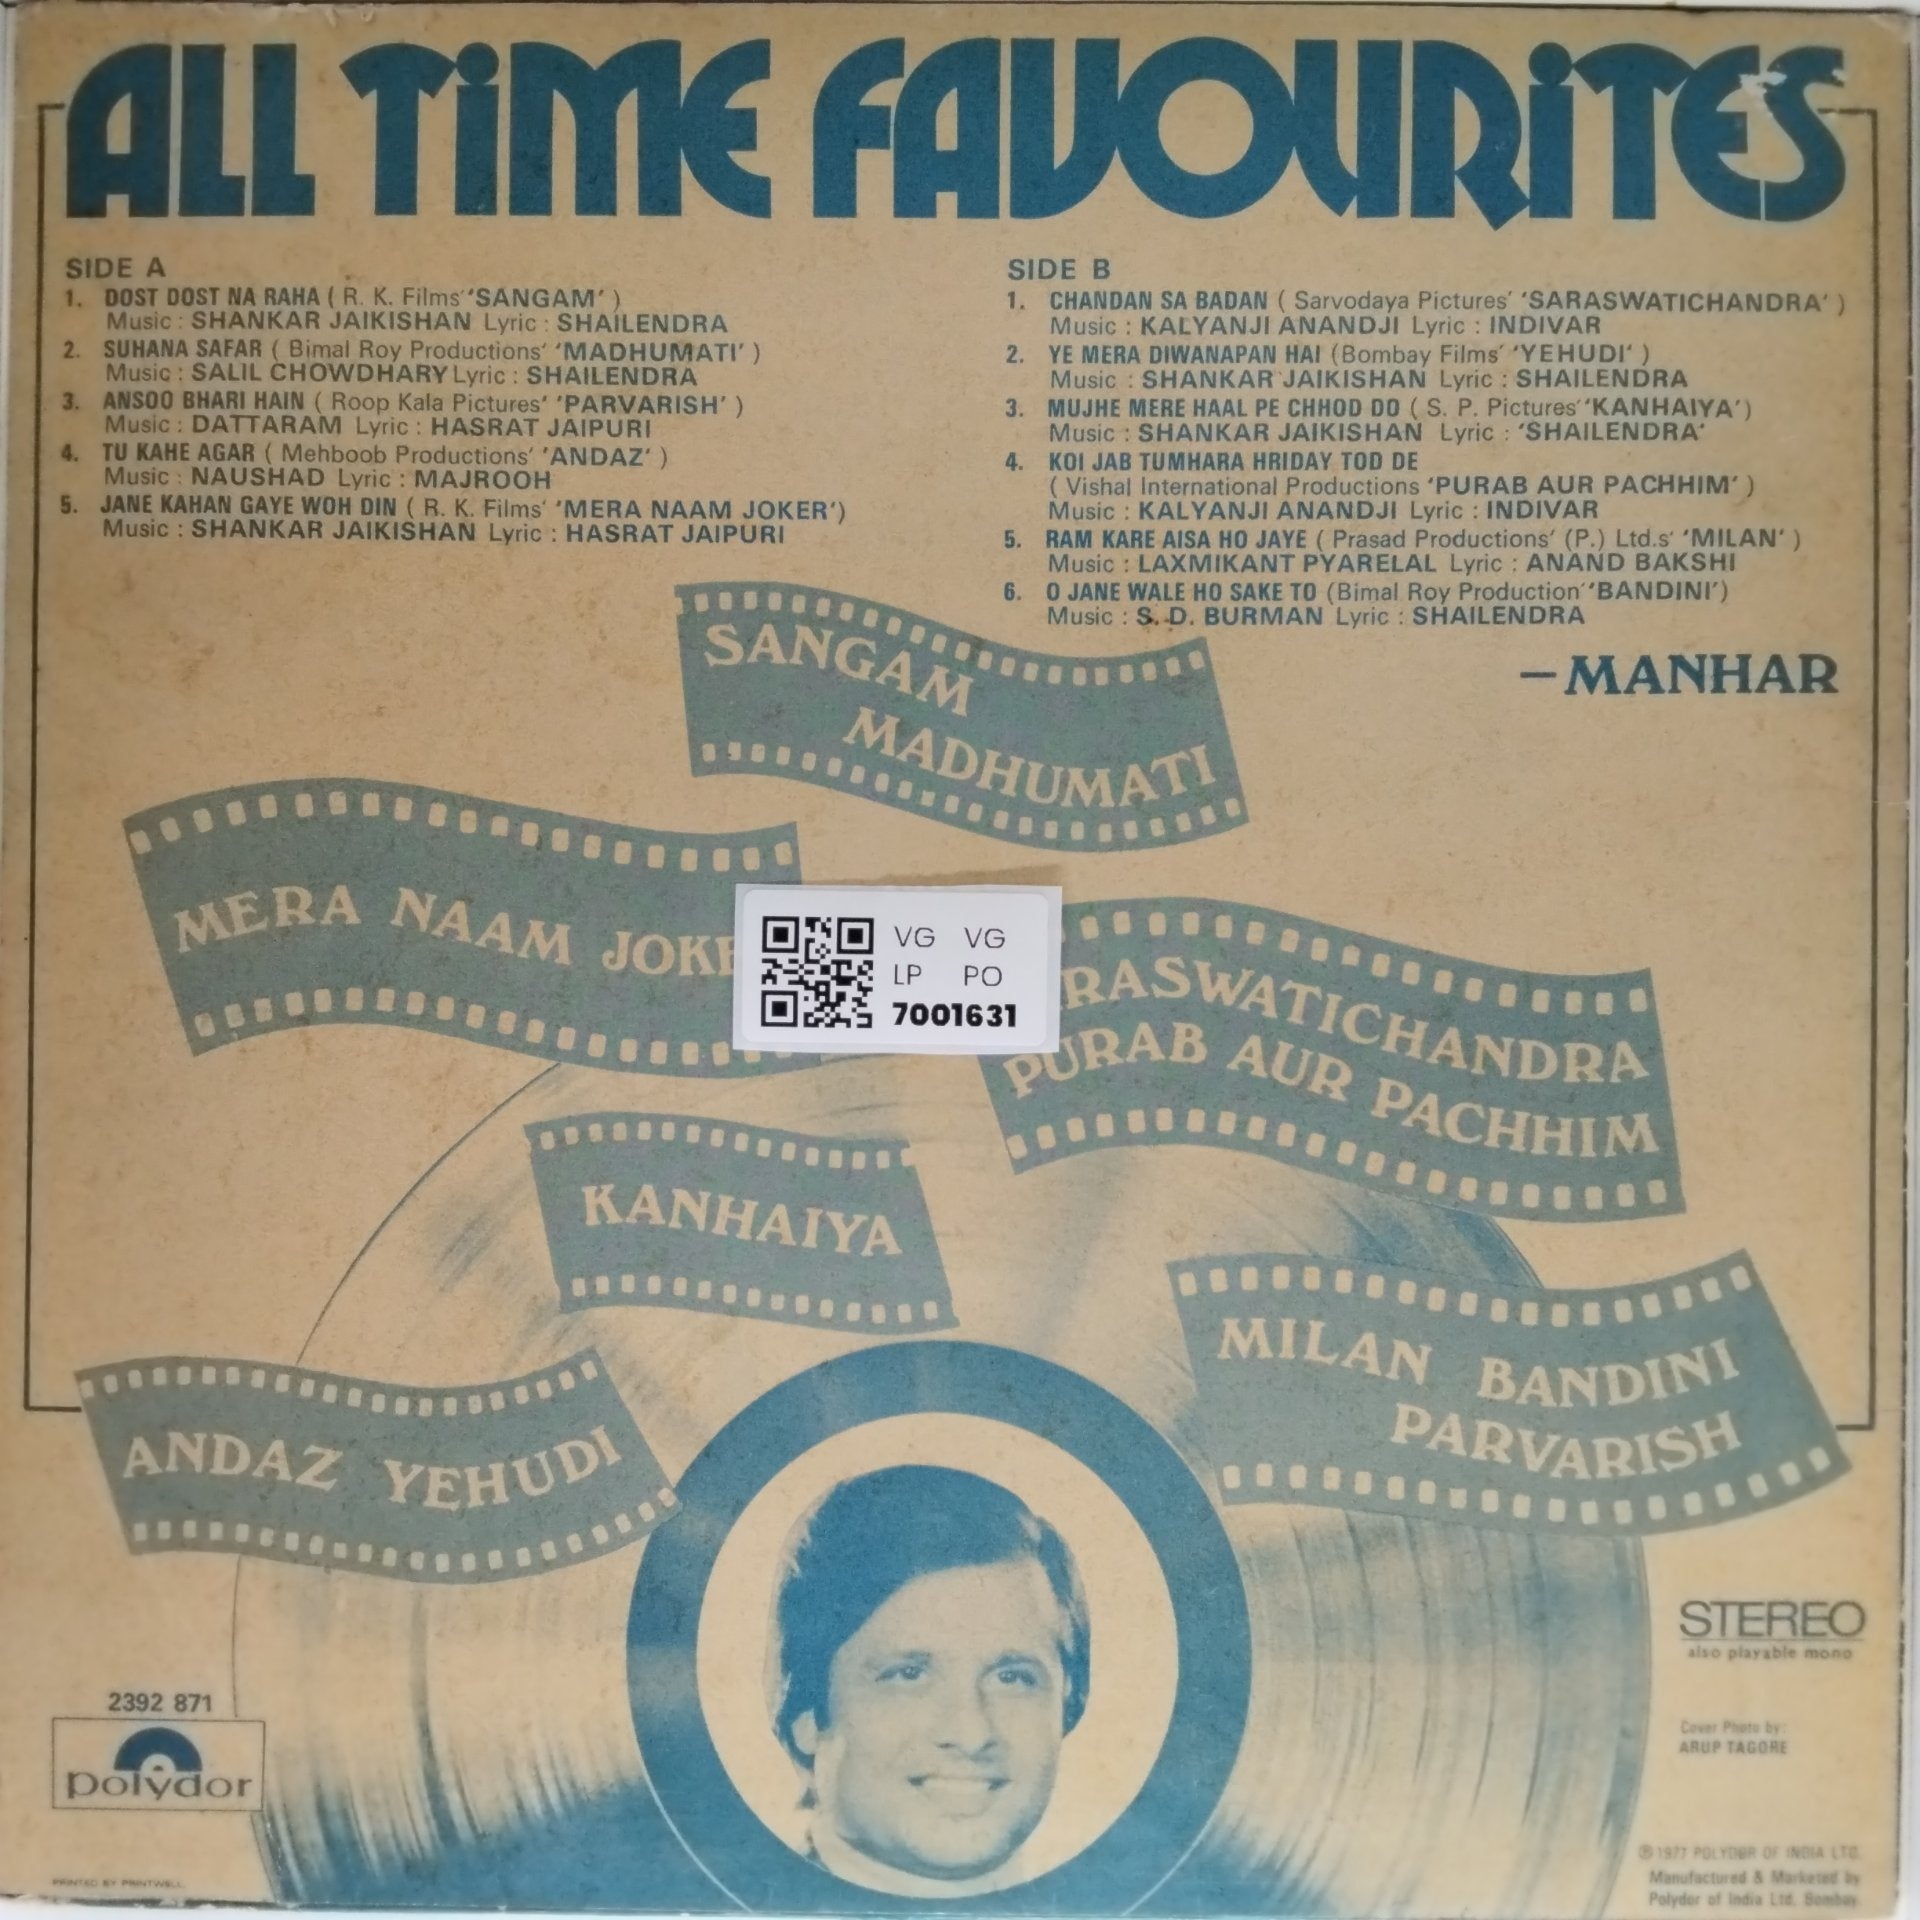 ALL TiME FAVOURiTES
SIDE A
1. DOST DOST NA RAHA ( R. K. Films' 'SANGAM' )
Music : SHANKAR JAIKISHAN Lyric : SHAILENDRA
2. SUHANA SAFAR ( Bimal Roy Productions' 'MADHUMATI' )
Music : SALIL CHOWDHARY Lyric : SHAILENDRA
3. ANSOO BHARI HAIN ( Roop Kala Pictures' 'PARVARISH' )
Music : DATTARAM Lyric : HASRAT JAIPURI
4. TU KAHE AGAR ( Mehboob Productions' 'ANDAZ' )
Music : NAUSHAD Lyric : MAJROOH
5. JANE KAHAN GAYE WOH DIN ( R. K. Films' 'MERA NAAM JOKER')
Music : SHANKAR JAIKISHAN Lyric : HASRAT JAIPURI
SIDE B
1. CHANDAN SA BADAN ( Sarvodaya Pictures' 'SARASWATICHANDRA' )
Music : KALYANJI ANANDJI Lyric : INDIVAR
2. YE MERA DIWANAPAN HAI (Bombay Films' 'YEHUDI' )
Music : SHANKAR JAIKISHAN Lyric : SHAILENDRA
3. MUJHE MERE HAAL PE CHHOD DO ( S. P. Pictures' 'KANHAIYA')
Music : SHANKAR JAIKISHAN Lyric : 'SHAILENDRA'
4. KOI JAB TUMHARA HRIDAY TOD DE
( Vishal International Productions 'PURAB AUR PACHHIM' )
Music : KALYANJI ANANDJI Lyric : INDIVAR
5. RAM KARE AISA HO JAYE ( Prasad Productions' (P.) Ltd.s' 'MILAN' )
Music : LAXMIKANT PYARELAL Lyric : ANAND BAKSHI
6. O JANE WALE HO SAKE TO (Bimal Roy Production' 'BANDINI')
Music : S. D. BURMAN Lyric : SHAILENDRA
—MANHAR
SANGAM
MADHUMATI
MERA NAAM JOKE
VG VG
LP PO
7001631
RASWATICHANDRA
PURAB AUR PACHHIM
KANHAIYA
MILAN BANDINI
PARVARISH
ANDAZ YEHUDI
STEREO
also playable mono
2392 871
polydor
Cover Photo by:
ARUP TAGORE
PRINTED BY PRINTWELL.
℗ 1977 POLYDOR OF INDIA LTD.
Manufactured & Marketed by
Polydor of India Ltd. Bombay.